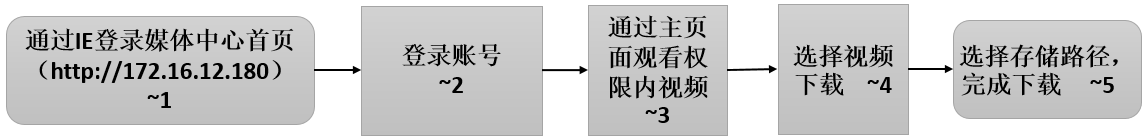 通过IE登录媒体中心首页
（http://172.16.12.180）
~1
登录账号
~2
通过主页
面观看权
限内视频
~3
选择视频
下载 ~4
选择存储路径，
完成下载 ~5